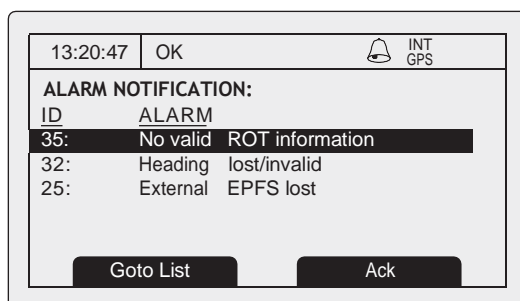 13:20:47 OK INT GPS
ALARM NOTIFICATION:
ID ALARM
35: No valid ROT information
32: Heading lost/invalid
25: External EPFS lost
Goto List Ack